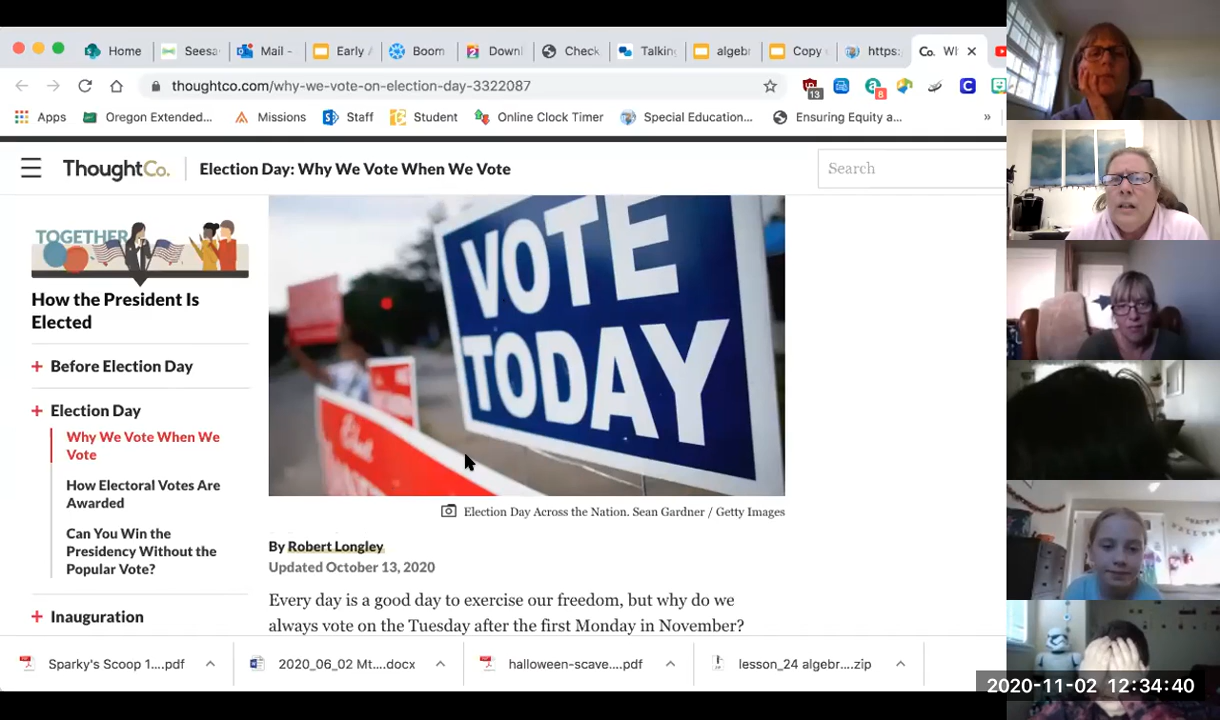 Home
Seesa
Mail -
Early A
Boom
Downl
Check
Talkin
algebr
Copy
https:
Co. Wh
thoughtco.com/why-we-vote-on-election-day-3322087
13
8
Apps
Oregon Extended...
Missions
Staff
Student
Online Clock Timer
Special Education...
Ensuring Equity a...
»
ThoughtCo.
Election Day: Why We Vote When We Vote
Search
TOGETHER
How the President Is
Elected
+ Before Election Day
+ Election Day
Why We Vote When We
Vote
How Electoral Votes Are
Awarded
Can You Win the
Presidency Without the
Popular Vote?
+ Inauguration
VOTE
TODAY
Election Day Across the Nation. Sean Gardner / Getty Images
By Robert Longley
Updated October 13, 2020
Every day is a good day to exercise our freedom, but why do we
always vote on the Tuesday after the first Monday in November?
Sparky's Scoop 1....pdf
2020_06_02 Mt....docx
halloween-scave....pdf
lesson_24 algebr....zip
2020-11-02 12:34:40